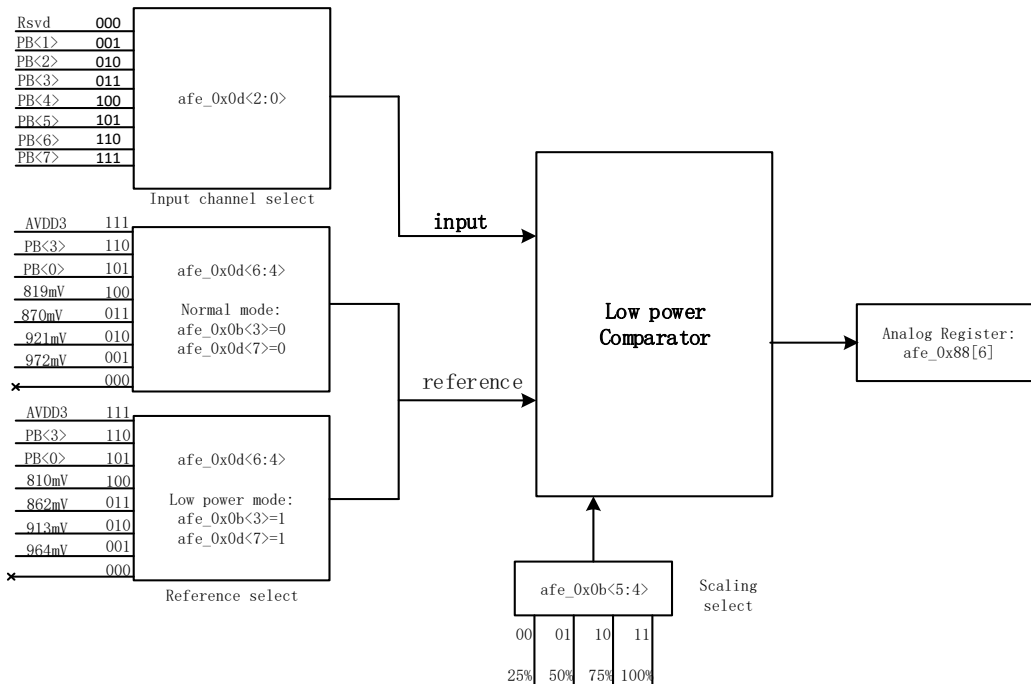 Rsvd 000
PB<1> 001
PB<2> 010
PB<3> 011
PB<4> 100
PB<5> 101
PB<6> 110
PB<7> 111
afe_0x0d<2:0>
Input channel select
AVDD3 111
PB<3> 110
PB<0> 101
819mV 100
870mV 011
921mV 010
972mV 001
000
afe_0x0d<6:4>
Normal mode:
afe_0x0b<3>=0
afe_0x0d<7>=0
AVDD3 111
PB<3> 110
PB<0> 101
810mV 100
862mV 011
913mV 010
964mV 001
000
afe_0x0d<6:4>
Low power mode:
afe_0x0b<3>=1
afe_0x0d<7>=1
Reference select
input
reference
Low power
Comparator
Analog Register:
afe_0x88[6]
afe_0x0b<5:4>
Scaling
select
00 01 10 11
25% 50% 75% 100%